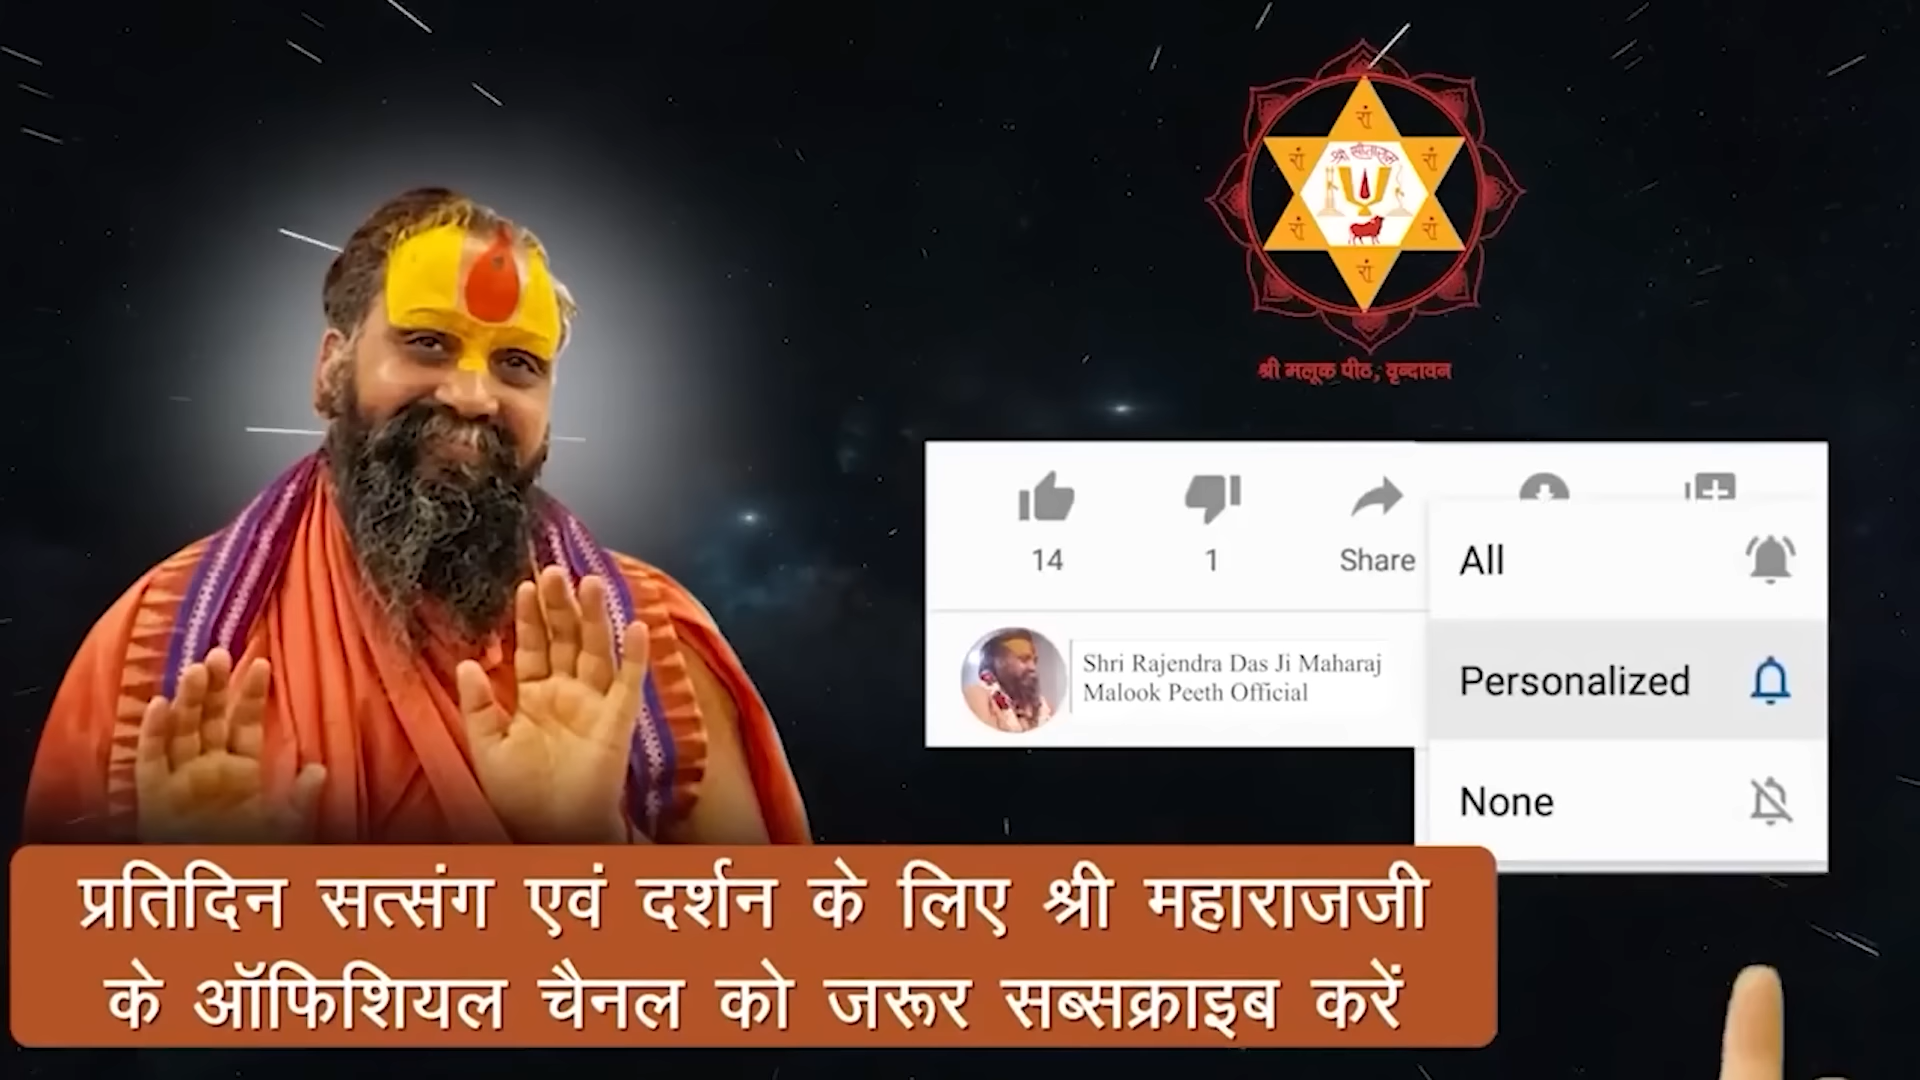 रां
रां
रां
श्री सीताराम
रां
रां
रां
श्री मलूक पीठ, वृन्दावन
14
1
Share
All
Personalized
None
Shri Rajendra Das Ji Maharaj
Malook Peeth Official
प्रतिदिन सत्संग एवं दर्शन के लिए श्री महाराजजी
के ऑफिशियल चैनल को जरूर सब्सक्राइब करें